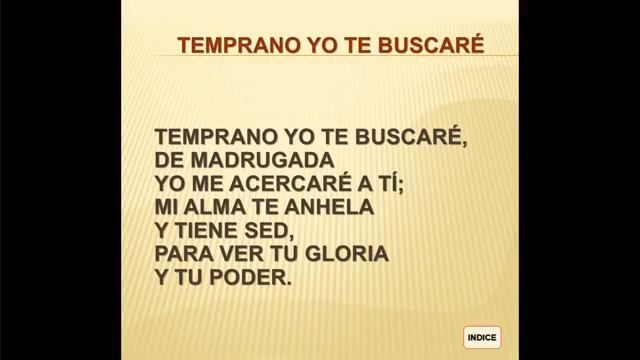 TEMPRANO YO TE BUSCARÉ
TEMPRANO YO TE BUSCARÉ,
DE MADRUGADA
YO ME ACERCARÉ A TÍ;
MI ALMA TE ANHELA
Y TIENE SED,
PARA VER TU GLORIA
Y TU PODER.
INDICE